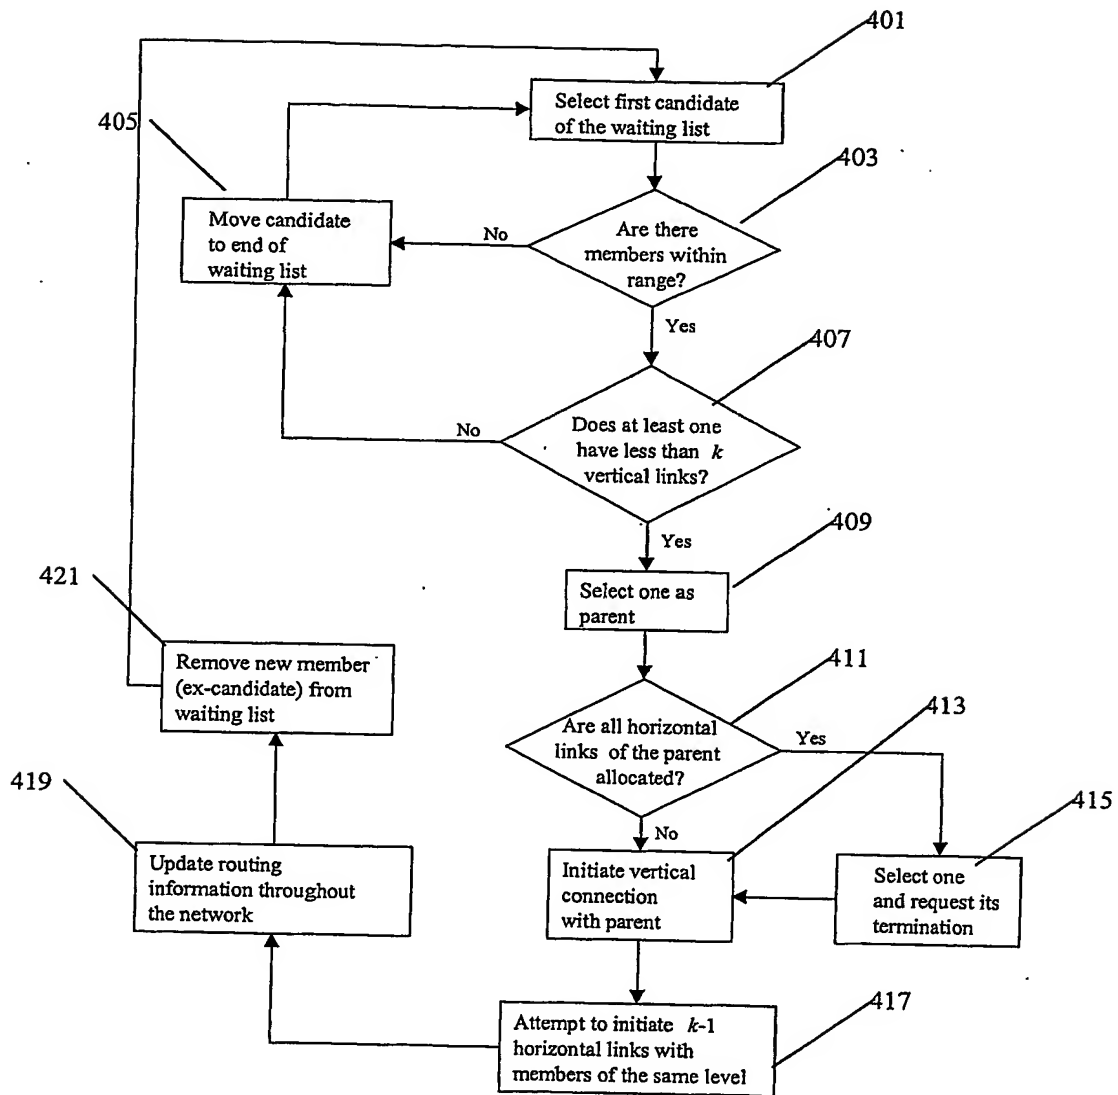 401
Select first candidate
of the waiting list
403
405
Move candidate
to end of
waiting list
No
Are there
members within
range?
Yes
407
No
Does at least one
have less than k
vertical links?
Yes
409
Select one as
parent
421
Remove new member
(ex-candidate) from
waiting list
411
Are all horizontal
links of the parent
allocated?
Yes
413
No
415
419
Update routing
information throughout
the network
Initiate vertical
connection
with parent
Select one
and request its
termination
417
Attempt to initiate k-1
horizontal links with
members of the same level